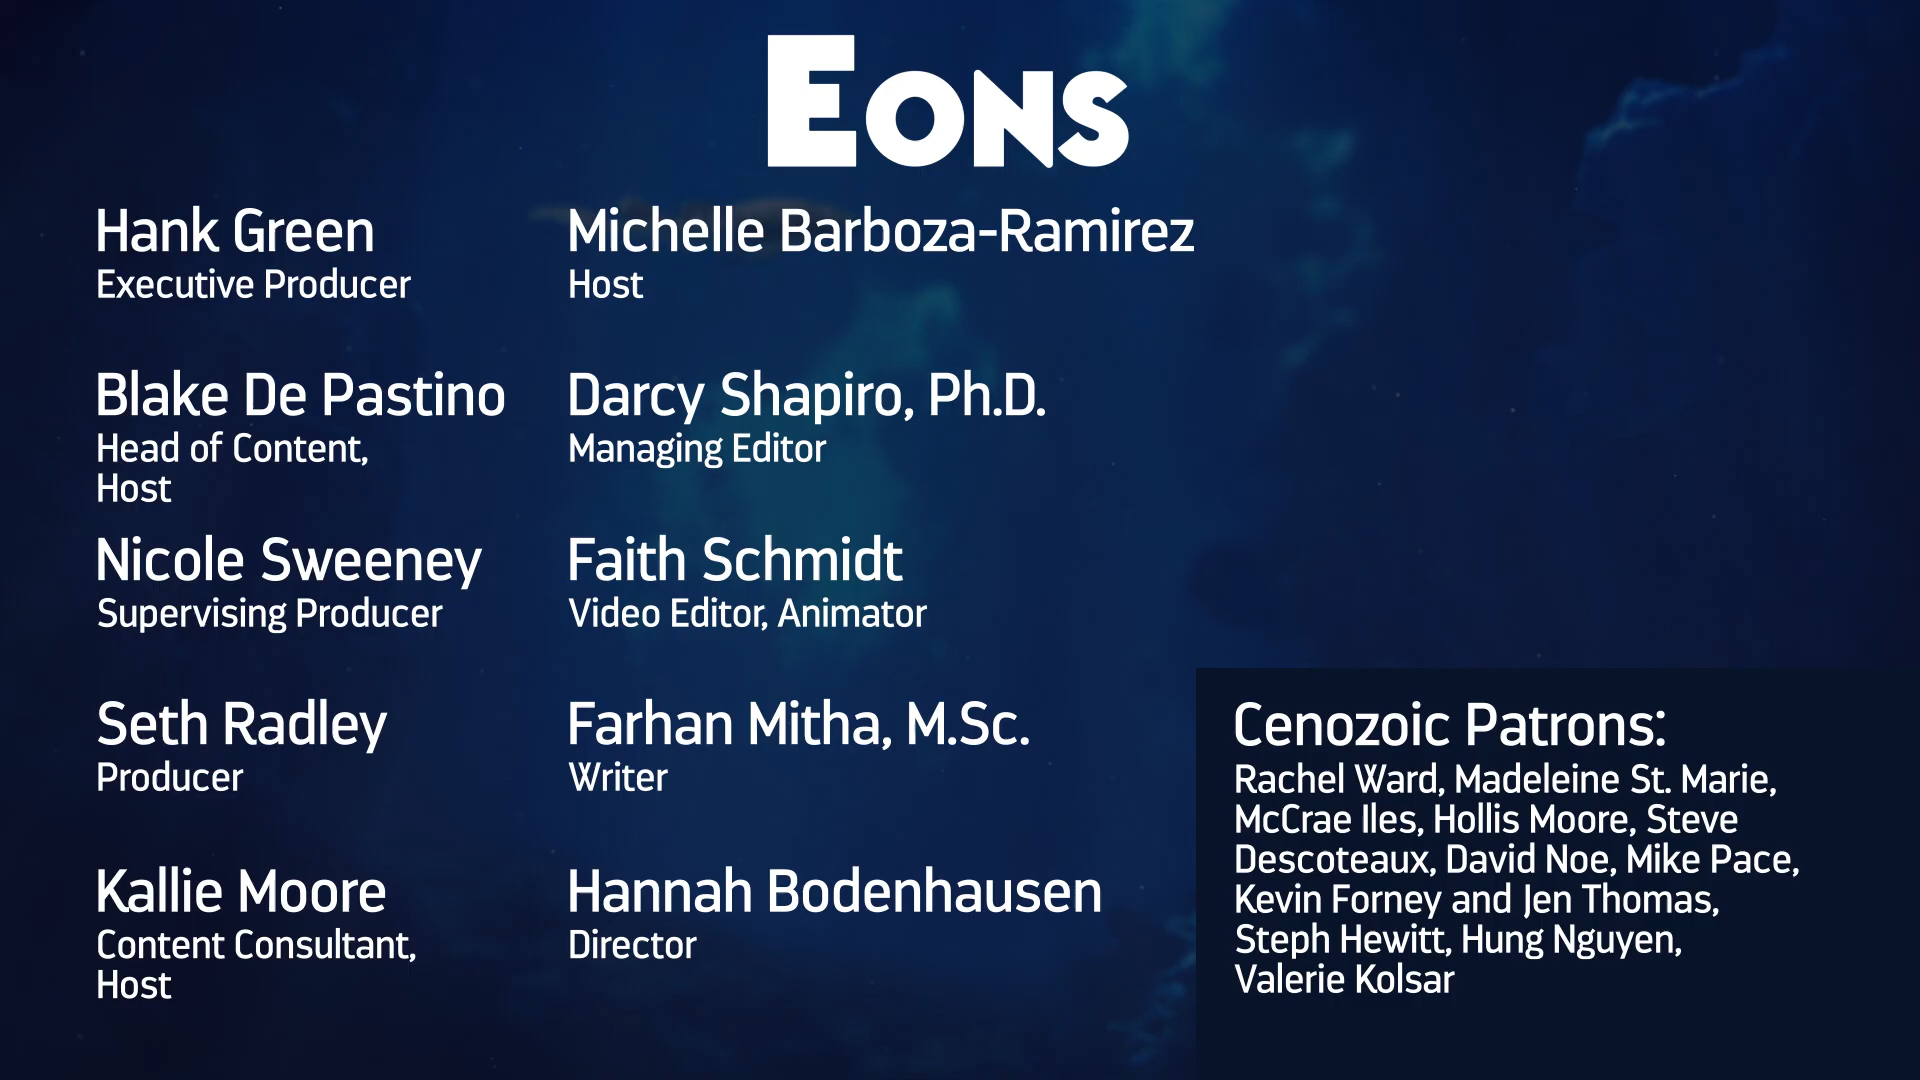 EONS
Hank Green
Executive Producer
Michelle Barboza-Ramirez
Host
Blake De Pastino
Head of Content,
Host
Darcy Shapiro, Ph.D.
Managing Editor
Nicole Sweeney
Supervising Producer
Faith Schmidt
Video Editor, Animator
Seth Radley
Producer
Farhan Mitha, M.Sc.
Writer
Kallie Moore
Content Consultant,
Host
Hannah Bodenhausen
Director
Cenozoic Patrons:
Rachel Ward, Madeleine St. Marie,
McCrae Iles, Hollis Moore, Steve
Descoteaux, David Noe, Mike Pace,
Kevin Forney and Jen Thomas,
Steph Hewitt, Hung Nguyen,
Valerie Kolsar